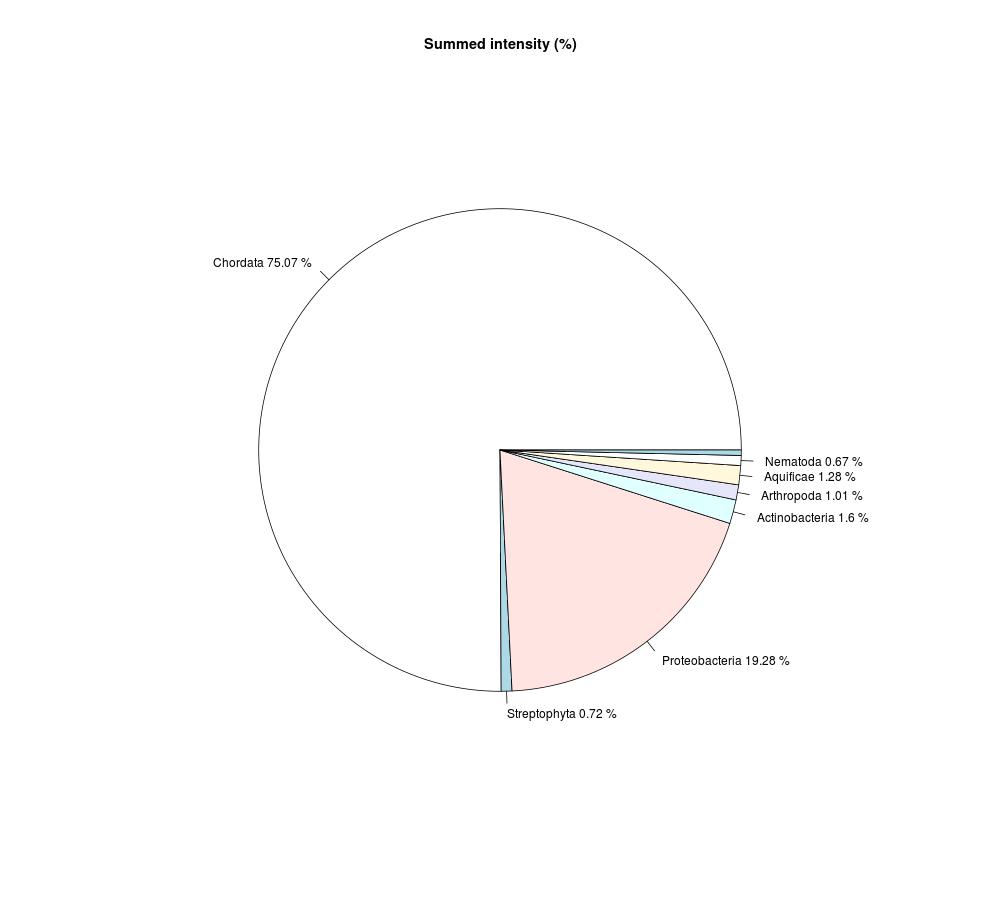 Summed intensity (%)
Chordata 75.07 %
Nematoda 0.67 %
Aquificae 1.28 %
Arthropoda 1.01 %
Actinobacteria 1.6 %
Proteobacteria 19.28 %
Streptophyta 0.72 %